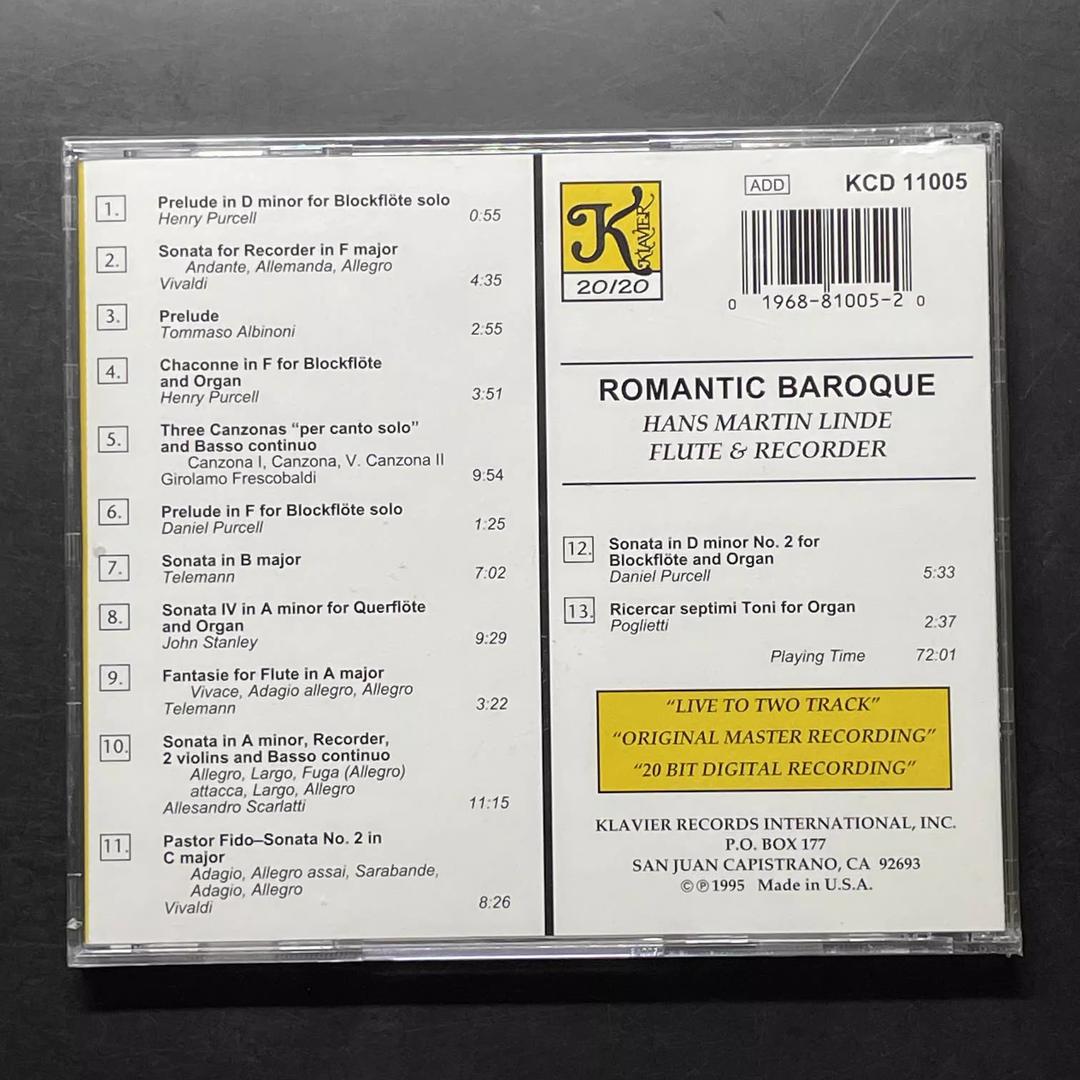 1. Prelude in D minor for Blockflöte solo
Henry Purcell 0:55
2. Sonata for Recorder in F major
Andante, Allemanda, Allegro
Vivaldi 4:35
3. Prelude
Tommaso Albinoni 2:55
4. Chaconne in F for Blockflöte
and Organ
Henry Purcell 3:51
5. Three Canzonas “per canto solo”
and Basso continuo
Canzona I, Canzona, V. Canzona II
Girolamo Frescobaldi 9:54
6. Prelude in F for Blockflöte solo
Daniel Purcell 1:25
7. Sonata in B major
Telemann 7:02
8. Sonata IV in A minor for Querflöte
and Organ
John Stanley 9:29
9. Fantasie for Flute in A major
Vivace, Adagio allegro, Allegro
Telemann 3:22
10. Sonata in A minor, Recorder,
2 violins and Basso continuo
Allegro, Largo, Fuga (Allegro)
attacca, Largo, Allegro
Allesandro Scarlatti 11:15
11. Pastor Fido–Sonata No. 2 in
C major
Adagio, Allegro assai, Sarabande,
Adagio, Allegro
Vivaldi 8:26
K KLAVIER
20/20
ADD KCD 11005
0 1968-81005-2 0
ROMANTIC BAROQUE
HANS MARTIN LINDE
FLUTE & RECORDER
12. Sonata in D minor No. 2 for
Blockflöte and Organ
Daniel Purcell 5:33
13. Ricercar septimi Toni for Organ
Poglietti 2:37
Playing Time 72:01
“LIVE TO TWO TRACK”
“ORIGINAL MASTER RECORDING”
“20 BIT DIGITAL RECORDING”
KLAVIER RECORDS INTERNATIONAL, INC.
P.O. BOX 177
SAN JUAN CAPISTRANO, CA 92693
©℗1995 Made in U.S.A.